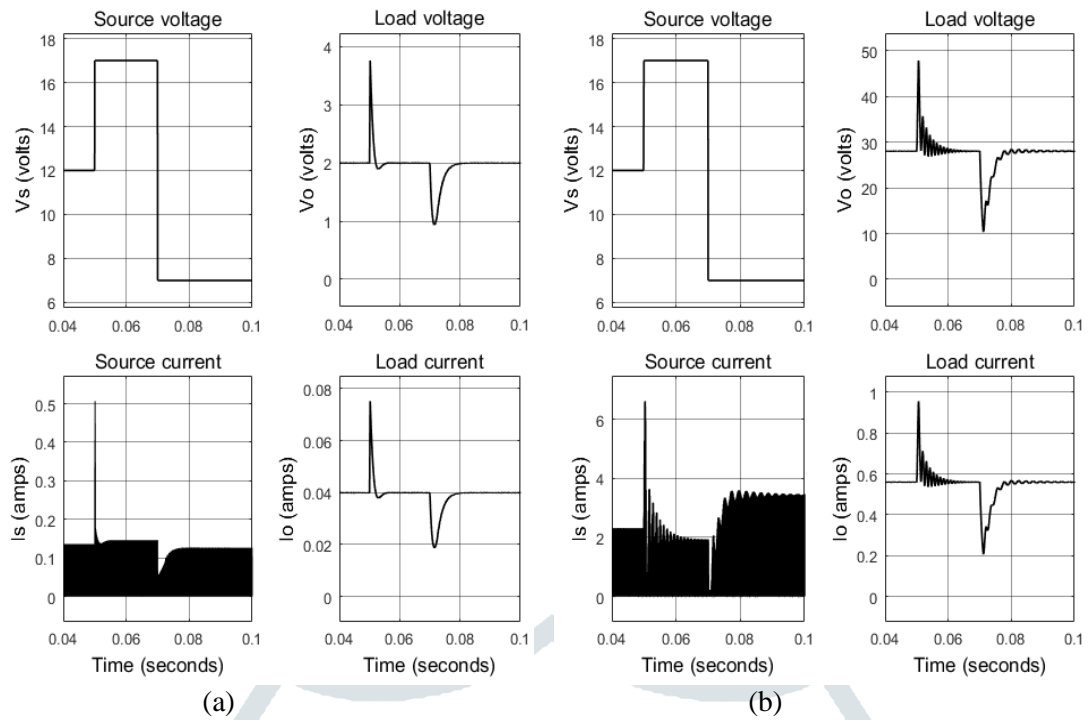 Source voltage
Vs (volts)
18
16
14
12
10
8
6
0.04 0.06 0.08 0.1
Load voltage
Vo (volts)
4
3
2
1
0
0.04 0.06 0.08 0.1
Source current
Is (amps)
0.5
0.4
0.3
0.2
0.1
0
0.04 0.06 0.08 0.1
Time (seconds)
Load current
Io (amps)
0.08
0.06
0.04
0.02
0
0.04 0.06 0.08 0.1
Time (seconds)
(a)
Source voltage
Vs (volts)
18
16
14
12
10
8
6
0.04 0.06 0.08 0.1
Load voltage
Vo (volts)
50
40
30
20
10
0
0.04 0.06 0.08 0.1
Source current
Is (amps)
6
4
2
0
0.04 0.06 0.08 0.1
Time (seconds)
Load current
Io (amps)
1
0.8
0.6
0.4
0.2
0
0.04 0.06 0.08 0.1
Time (seconds)
(b)